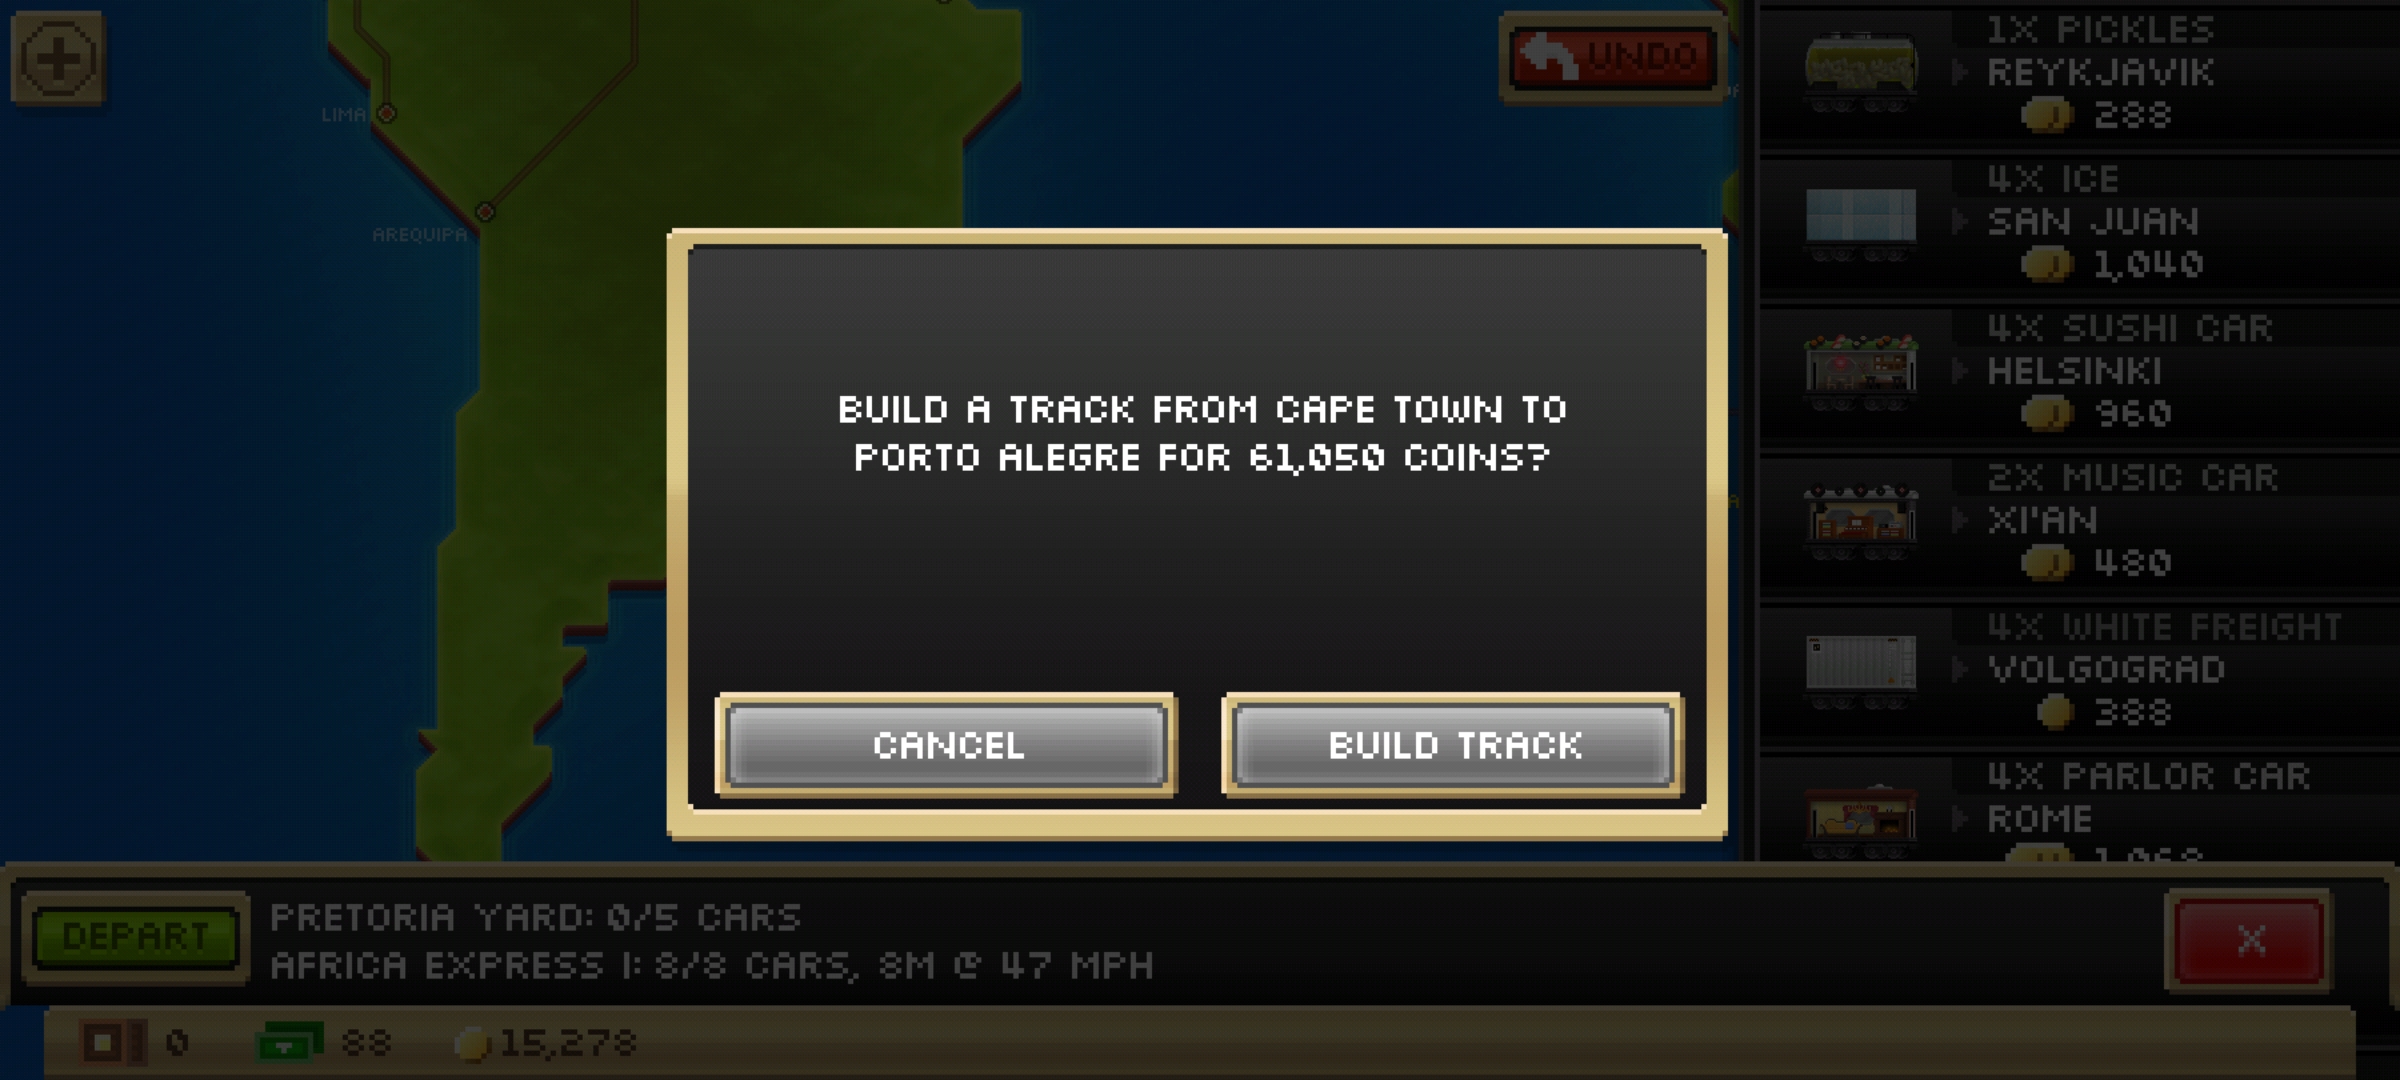 LIMA
AREQUIPA
UNDO
BUILD A TRACK FROM CAPE TOWN TO
PORTO ALEGRE FOR 61,050 COINS?
CANCEL
BUILD TRACK
1X PICKLES
REYKJAVIK
288
4X ICE
SAN JUAN
1,040
4X SUSHI CAR
HELSINKI
960
2X MUSIC CAR
XI'AN
480
4X WHITE FREIGHT
VOLGOGRAD
388
4X PARLOR CAR
ROME
1,068
DEPART
PRETORIA YARD: 0/5 CARS
AFRICA EXPRESS I: 8/8 CARS, 8M @ 47 MPH
X
0
88
15,278